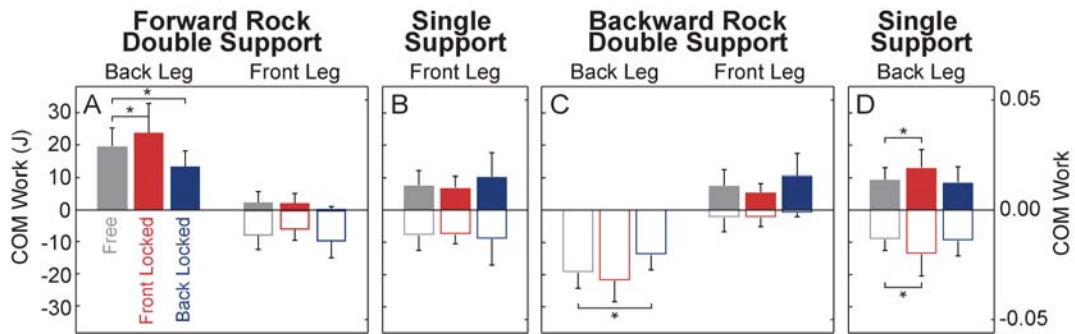 Forward Rock
Double Support
Single
Support
Backward Rock
Double Support
Single
Support
Back Leg
Front Leg
Front Leg
Back Leg
Front Leg
Back Leg
A
B
C
D
COM Work (J)
30
20
10
0
-10
-20
-30
*
*
Free
Front Locked
Back Locked
*
*
*
0.05
0.00
-0.05
COM Work